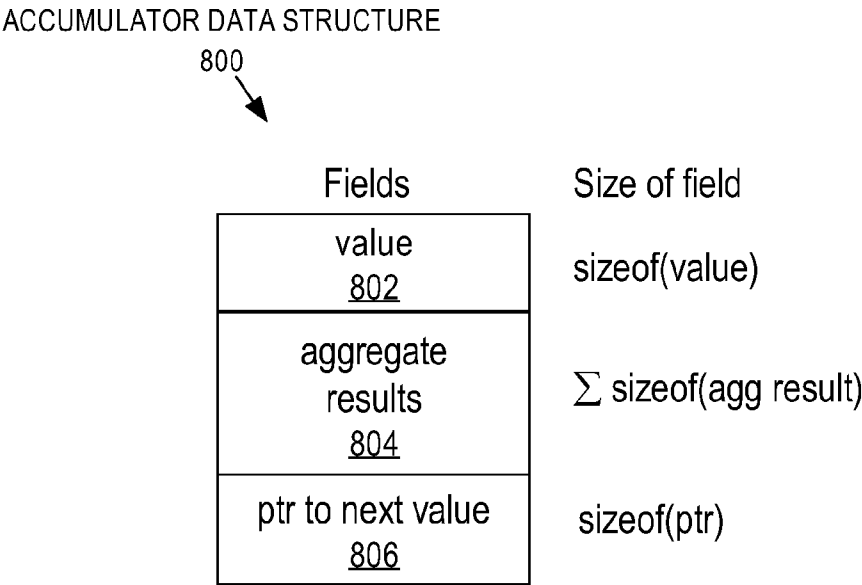 ACCUMULATOR DATA STRUCTURE
800
Fields Size of field
value
802
sizeof(value)
aggregate
results
804
∑ sizeof(agg result)
ptr to next value
806
sizeof(ptr)